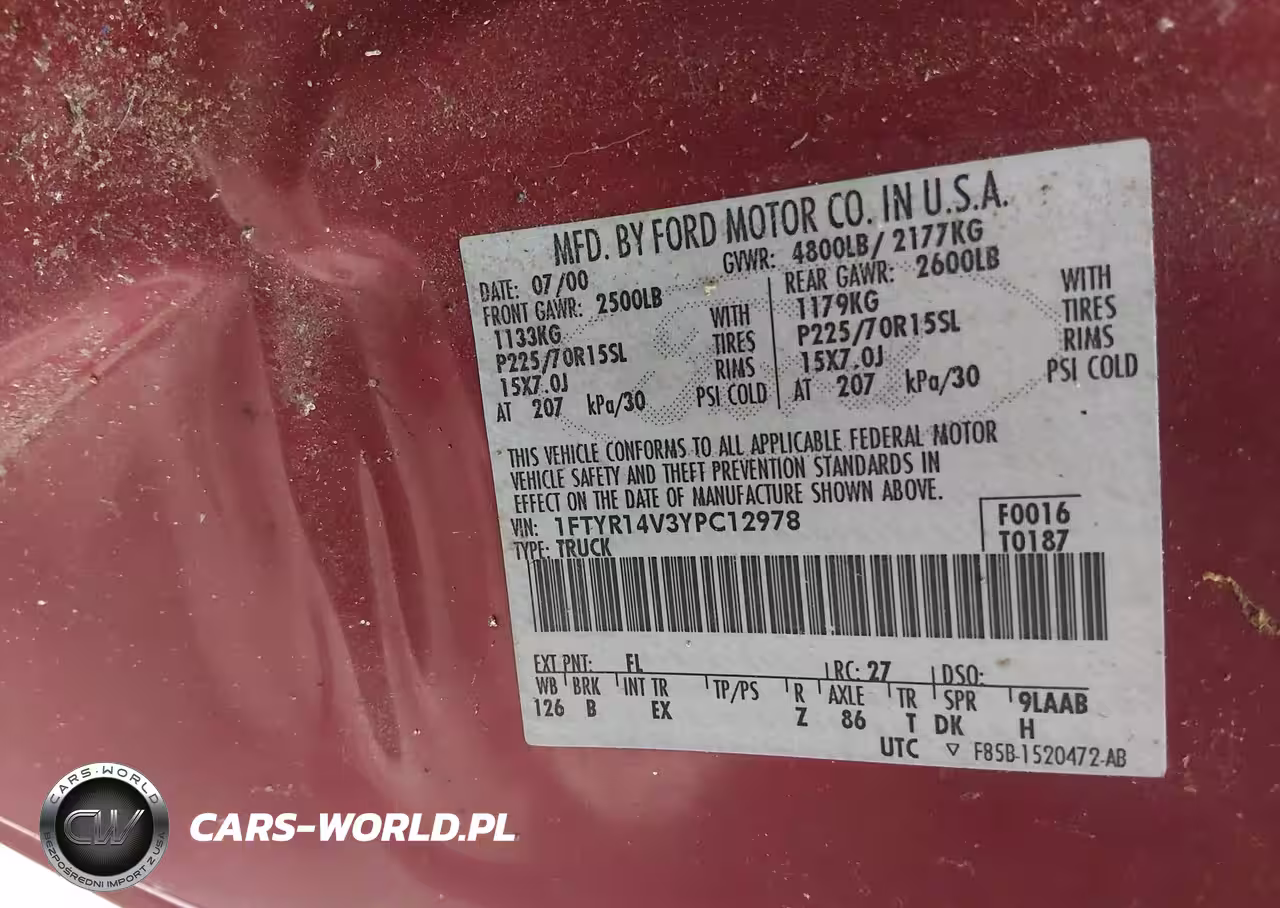 MFD. BY FORD MOTOR CO. IN U.S.A.
DATE: 07/00 GVWR: 4800LB/ 2177KG
FRONT GAWR: 2500LB REAR GAWR: 2600LB
1133KG WITH 1179KG WITH
P225/70R15SL TIRES P225/70R15SL TIRES
15X7.0J RIMS 15X7.0J RIMS
AT 207 kPa/30 PSI COLD AT 207 kPa/30 PSI COLD
THIS VEHICLE CONFORMS TO ALL APPLICABLE FEDERAL MOTOR
VEHICLE SAFETY AND THEFT PREVENTION STANDARDS IN
EFFECT ON THE DATE OF MANUFACTURE SHOWN ABOVE.
VIN: 1FTYR14V3YPC12978 F0016
TYPE: TRUCK T0187
EXT PNT: FL RC: 27 DSO:
WB BRK INT TR TP/PS R AXLE TR SPR 9LAAB
126 B EX Z 86 T DK H
UTC ▽ F85B-1520472-AB
CARS-WORLD
CW
BEZPOŚREDNI IMPORT Z USA
CARS-WORLD.PL